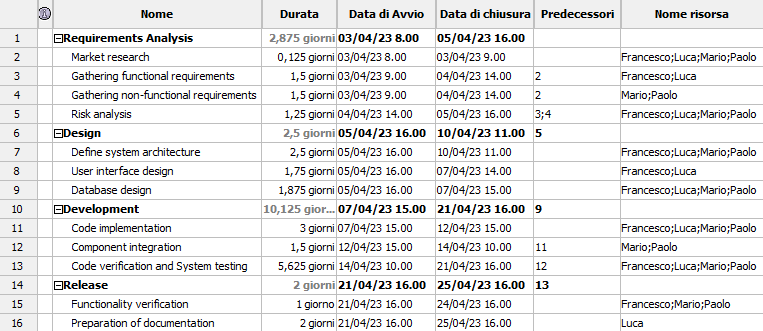 Nome Durata Data di Avvio Data di chiusura Predecessori Nome risorsa
1 Requirements Analysis 2,875 giorni 03/04/23 8.00 05/04/23 16.00
2 Market research 0,125 giorni 03/04/23 8.00 03/04/23 9.00 Francesco;Luca;Mario;Paolo
3 Gathering functional requirements 1,5 giorni 03/04/23 9.00 04/04/23 14.00 2 Francesco;Luca
4 Gathering non-functional requirements 1,5 giorni 03/04/23 9.00 04/04/23 14.00 2 Mario;Paolo
5 Risk analysis 1,25 giorni 04/04/23 14.00 05/04/23 16.00 3;4 Francesco;Luca;Mario;Paolo
6 Design 2,5 giorni 05/04/23 16.00 10/04/23 11.00 5
7 Define system architecture 2,5 giorni 05/04/23 16.00 10/04/23 11.00 Francesco;Luca;Mario;Paolo
8 User interface design 1,75 giorni 05/04/23 16.00 07/04/23 14.00 Francesco;Luca
9 Database design 1,875 giorni 05/04/23 16.00 07/04/23 15.00 Francesco;Luca;Mario;Paolo
10 Development 10,125 gior... 07/04/23 15.00 21/04/23 16.00 9
11 Code implementation 3 giorni 07/04/23 15.00 12/04/23 15.00 Francesco;Luca;Mario;Paolo
12 Component integration 1,5 giorni 12/04/23 15.00 14/04/23 10.00 11 Mario;Paolo
13 Code verification and System testing 5,625 giorni 14/04/23 10.00 21/04/23 16.00 12 Francesco;Luca;Mario;Paolo
14 Release 2 giorni 21/04/23 16.00 25/04/23 16.00 13
15 Functionality verification 1 giorno 21/04/23 16.00 24/04/23 16.00 Francesco;Mario;Paolo
16 Preparation of documentation 2 giorni 21/04/23 16.00 25/04/23 16.00 Luca